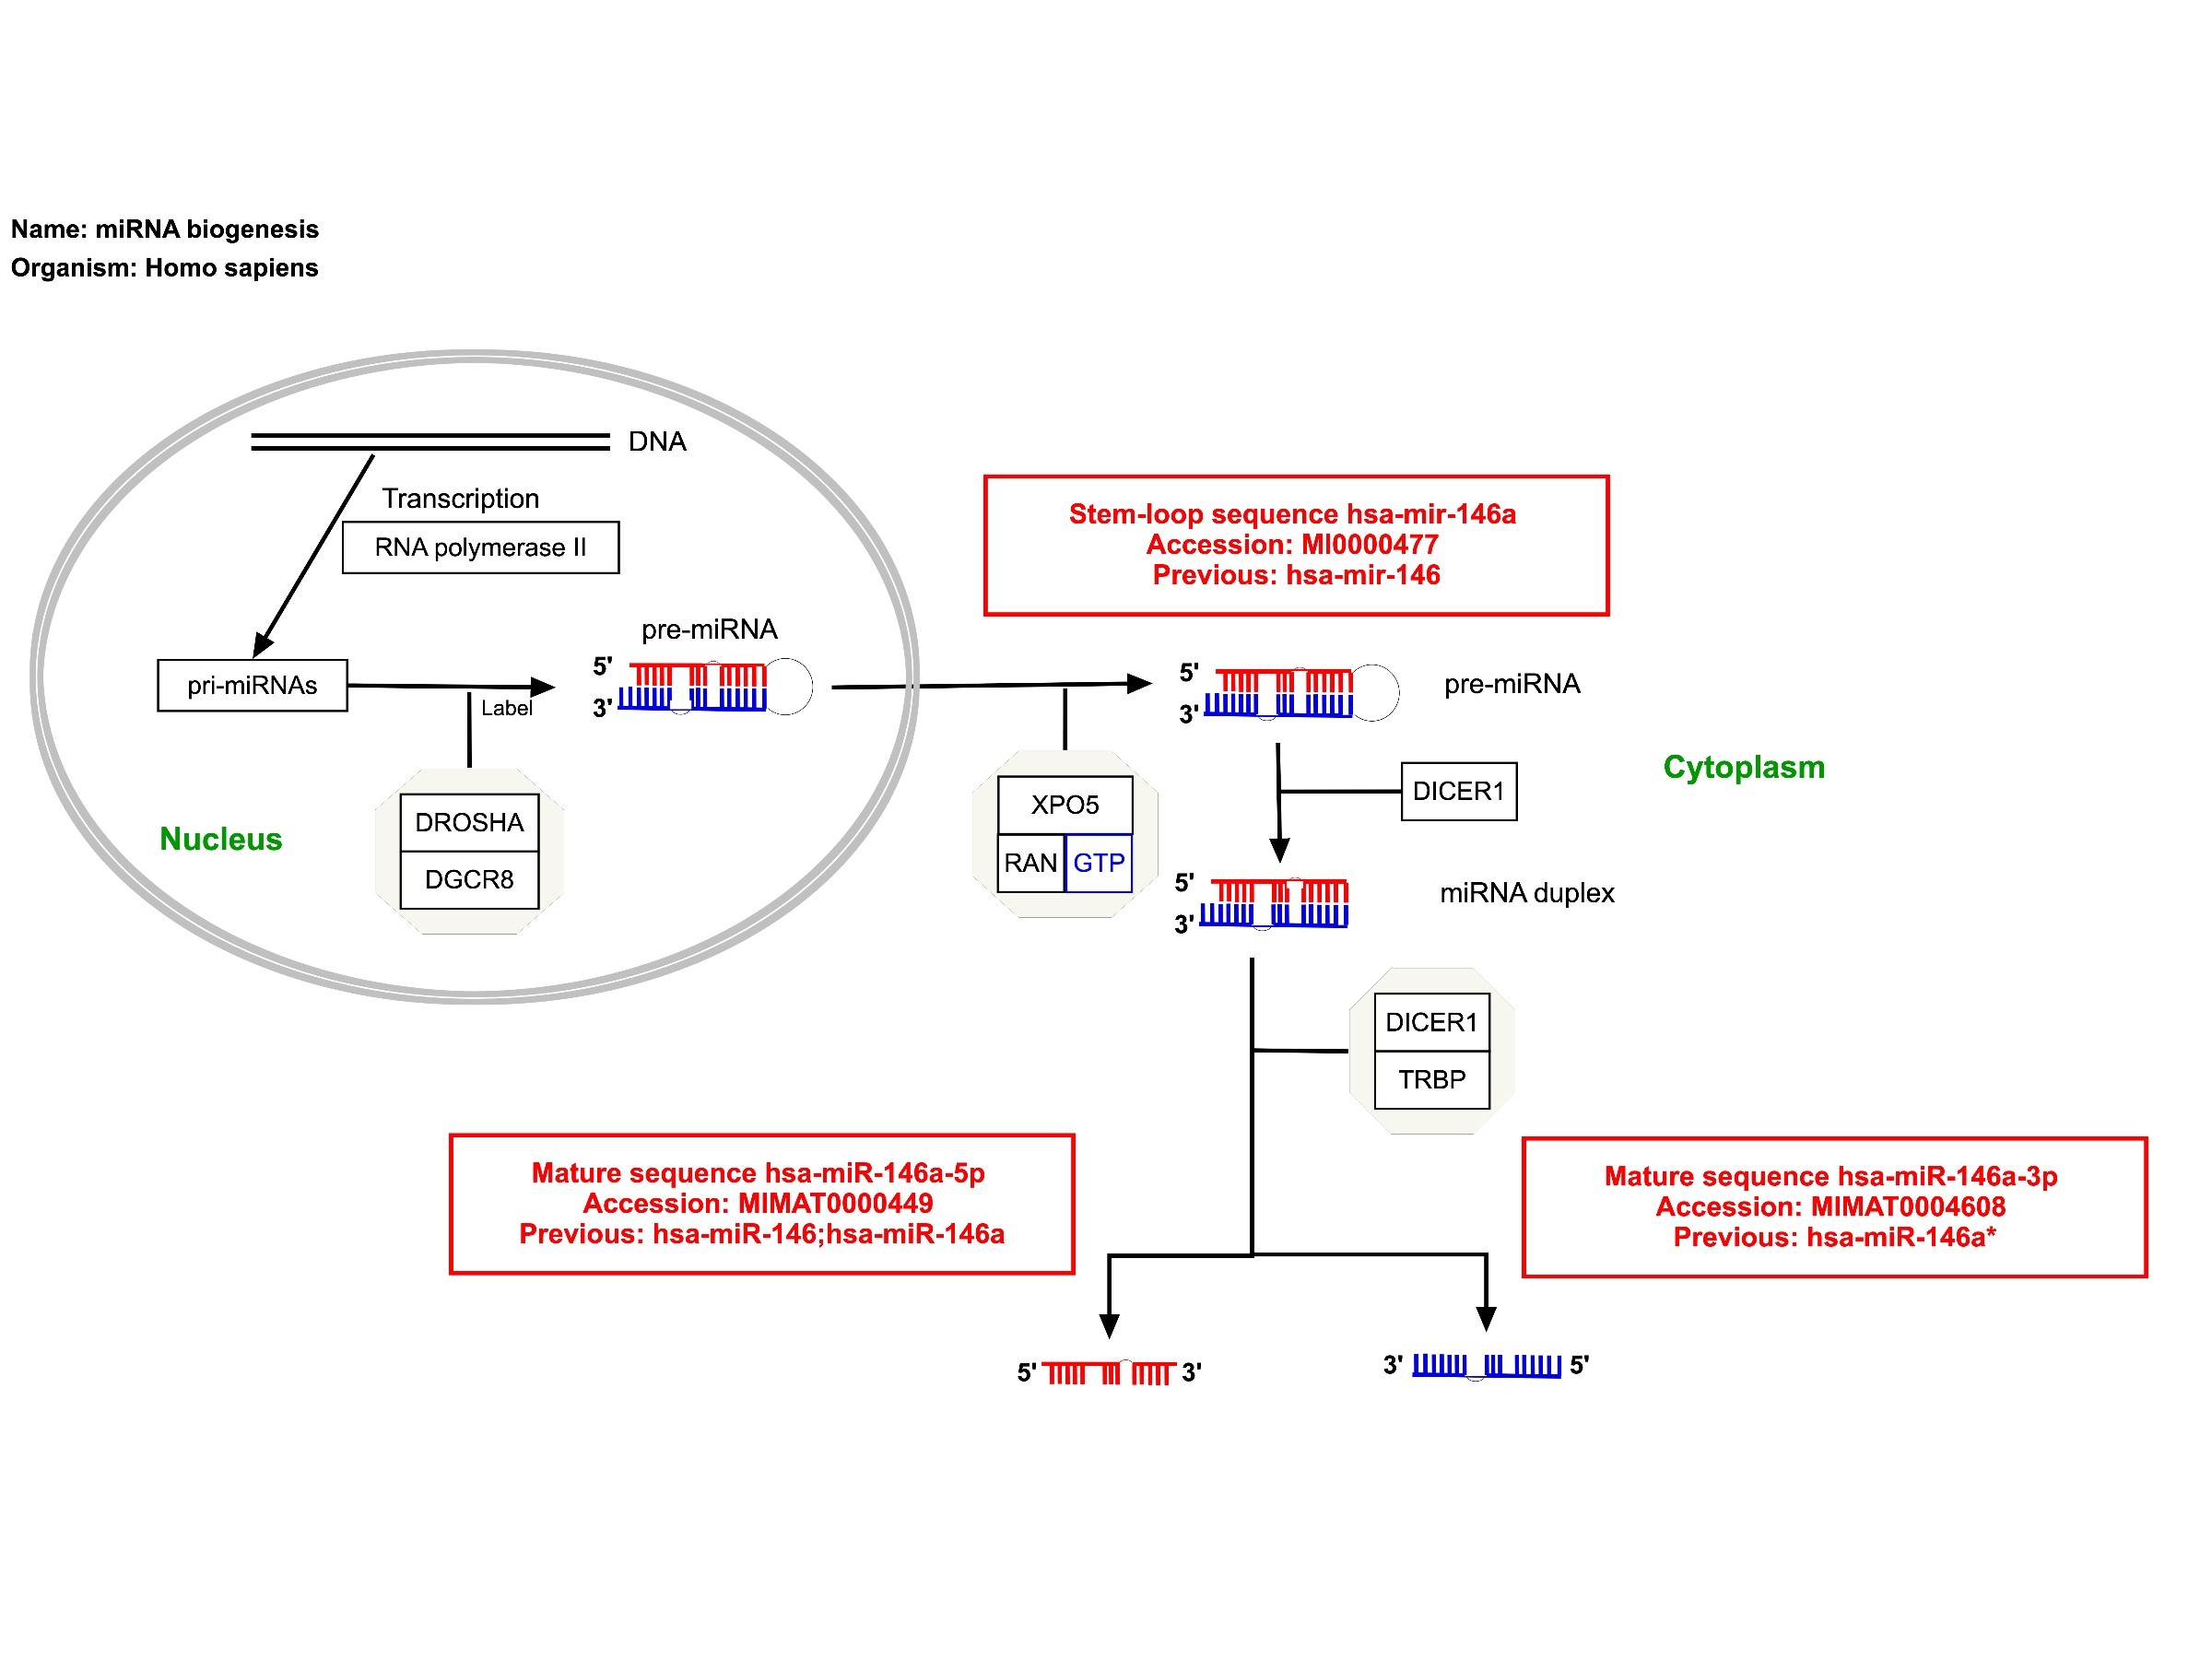 Name: miRNA biogenesis
Organism: Homo sapiens
DNA
Transcription
RNA polymerase II
pri-miRNAs
Label
pre-miRNA
5'
3'
DROSHA
DGCR8
Nucleus
Stem-loop sequence hsa-mir-146a
Accession: MI0000477
Previous: hsa-mir-146
5'
3'
pre-miRNA
XPO5
RAN GTP
DICER1
Cytoplasm
5'
3'
miRNA duplex
DICER1
TRBP
Mature sequence hsa-miR-146a-5p
Accession: MIMAT0000449
Previous: hsa-miR-146;hsa-miR-146a
Mature sequence hsa-miR-146a-3p
Accession: MIMAT0004608
Previous: hsa-miR-146a*
5' 3'
3' 5'